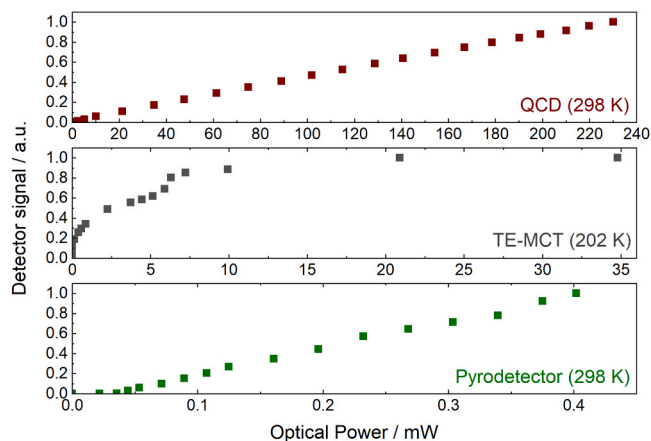 Detector signal / a.u.
1.0
0.8
0.6
0.4
0.2
0.0
QCD (298 K)
0 20 40 60 80 100 120 140 160 180 200 220 240
1.0
0.8
0.6
0.4
0.2
0.0
TE-MCT (202 K)
0 5 10 15 20 25 30 35
1.0
0.8
0.6
0.4
0.2
0.0
Pyrodetector (298 K)
0.0 0.1 0.2 0.3 0.4
Optical Power / mW